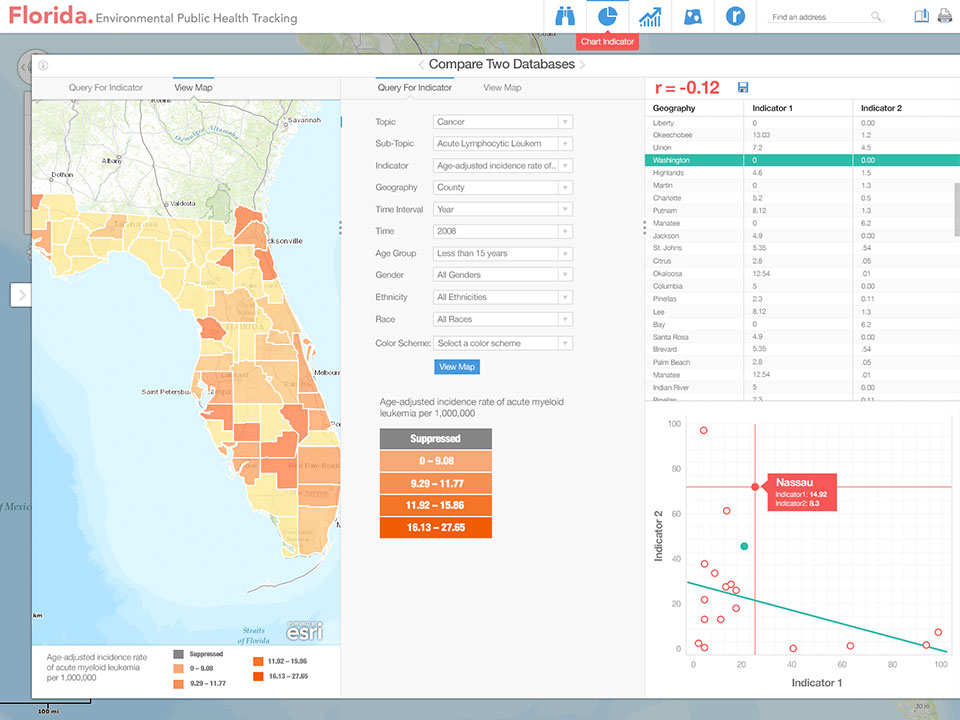 Florida. Environmental Public Health Tracking
Find an address
Chart Indicator
Compare Two Databases
Query For Indicator
View Map
Savannah
Albany
Dothan
Valdosta
cksonville
FLORIDA
Saint Petersbu
Melbour
West Palm Beach
Straits
of Florida
POWERED BY
esri
km
Age-adjusted incidence rate
of acute myeloid leukemia
per 1,000,000
Suppressed
0 – 9.08
9.29 – 11.77
11.92 – 15.86
16.13 – 27.65
100 mi
Query For Indicator
View Map
Topic Cancer
Sub-Topic Acute Lymphocytic Leukem
Indicator Age-adjusted incidence rate of..
Geography County
Time Interval Year
Time 2008
Age Group Less than 15 years
Gender All Genders
Ethnicity All Ethnicities
Race All Races
Color Scheme: Select a color scheme
View Map
Age-adjusted incidence rate of acute myeloid
leukemia per 1,000,000
Suppressed
0 – 9.08
9.29 – 11.77
11.92 – 15.86
16.13 – 27.65
r = -0.12
Geography Indicator 1 Indicator 2
Liberty 0 0.00
Okeechobee 13.03 1.2
Uinon 7.2 4.5
Washington 0 0.00
Highlands 4.6 1.5
Martin 0 1.3
Charlotte 5.2 0.5
Putnam 8.12 1.3
Manatee 0 6.2
Jackson 4.9 0.00
St. Johns 5.35 .54
Citrus 2.8 .05
Okaloosa 12.54 .01
Columbia 5 0.00
Pinellas 2.3 0.11
Lee 8.12 1.3
Bay 0 6.2
Santa Rosa 4.9 0.00
Brevard 5.35 .54
Palm Beach 2.8 .05
Manatee 12.54 .01
Indian River 5 0.00
Pinellas 2.3 0.11
100
80
60
40
20
0
Indicator 2
Nassau
Indicator1: 14.92
Indicator2: 8.3
0 20 40 60 80 100
Indicator 1
30 m